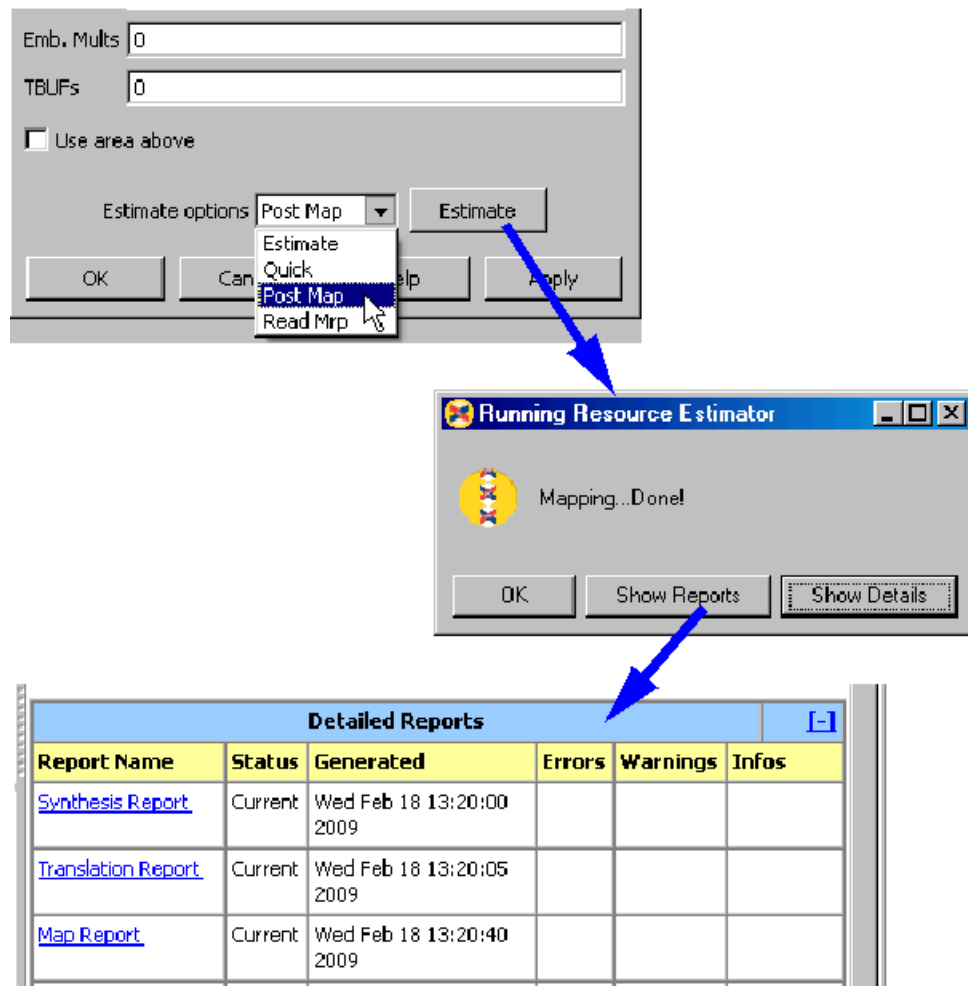 Emb. Mults 0
TBUFs 0
Use area above
Estimate options Post Map Estimate
Estimate
Quick
Post Map
Read Mrp
OK Can elp Apply
Running Resource Estimator
Mapping...Done!
OK Show Reports Show Details
Detailed Reports [-]
Report Name Status Generated Errors Warnings Infos
Synthesis Report Current Wed Feb 18 13:20:00
2009
Translation Report Current Wed Feb 18 13:20:05
2009
Map Report Current Wed Feb 18 13:20:40
2009